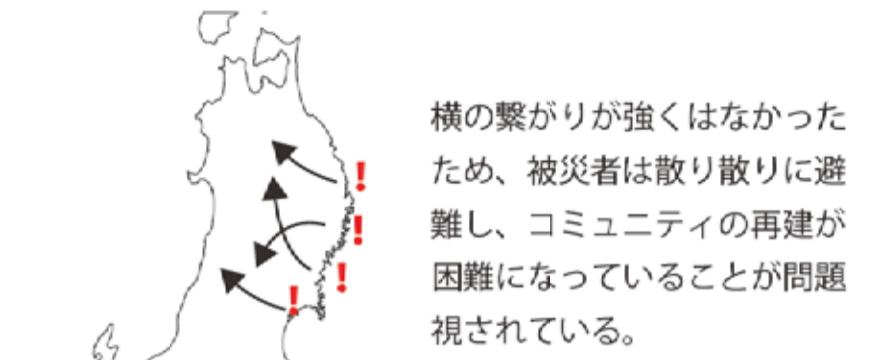 横の繋がりが強くはなかった
ため、被災者は散り散りに避
難し、コミュニティの再建が
困難になっていることが問題
視されている。